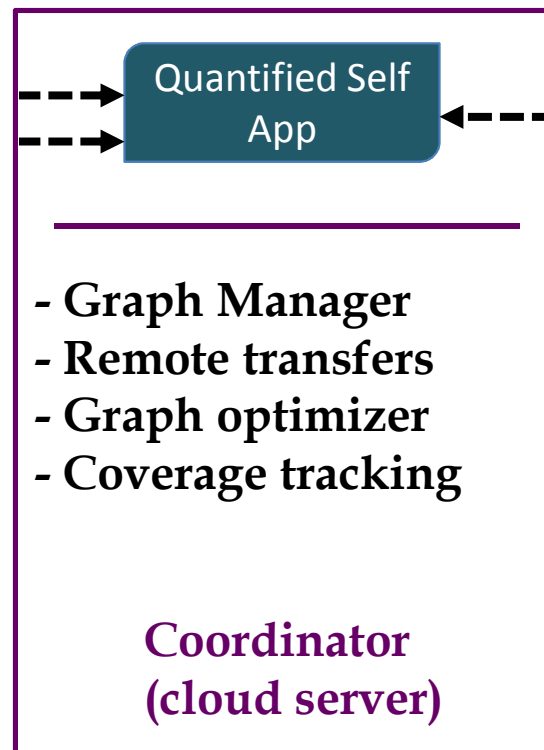 Quantified Self
App
- Graph Manager
- Remote transfers
- Graph optimizer
- Coverage tracking
Coordinator
(cloud server)